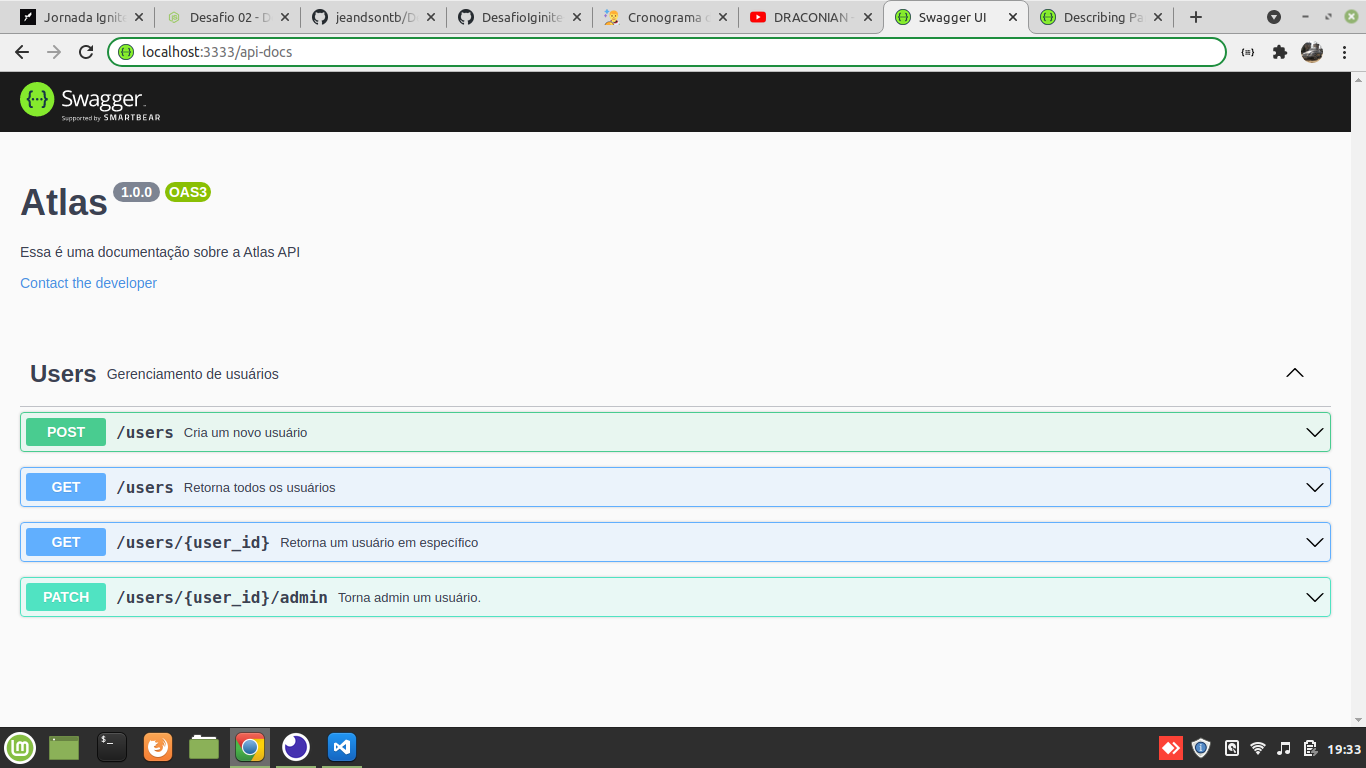 Jornada Ignite
Desafio 02 - D
jeandsontb/De
DesafioIginite
Cronograma d
DRACONIAN -
Swagger UI
Describing Pa
localhost:3333/api-docs
Swagger
Supported by SMARTBEAR
Atlas 1.0.0 OAS3
Essa é uma documentação sobre a Atlas API
Contact the developer
Users Gerenciamento de usuários
POST /users Cria um novo usuário
GET /users Retorna todos os usuários
GET /users/{user_id} Retorna um usuário em específico
PATCH /users/{user_id}/admin Torna admin um usuário.
19:33